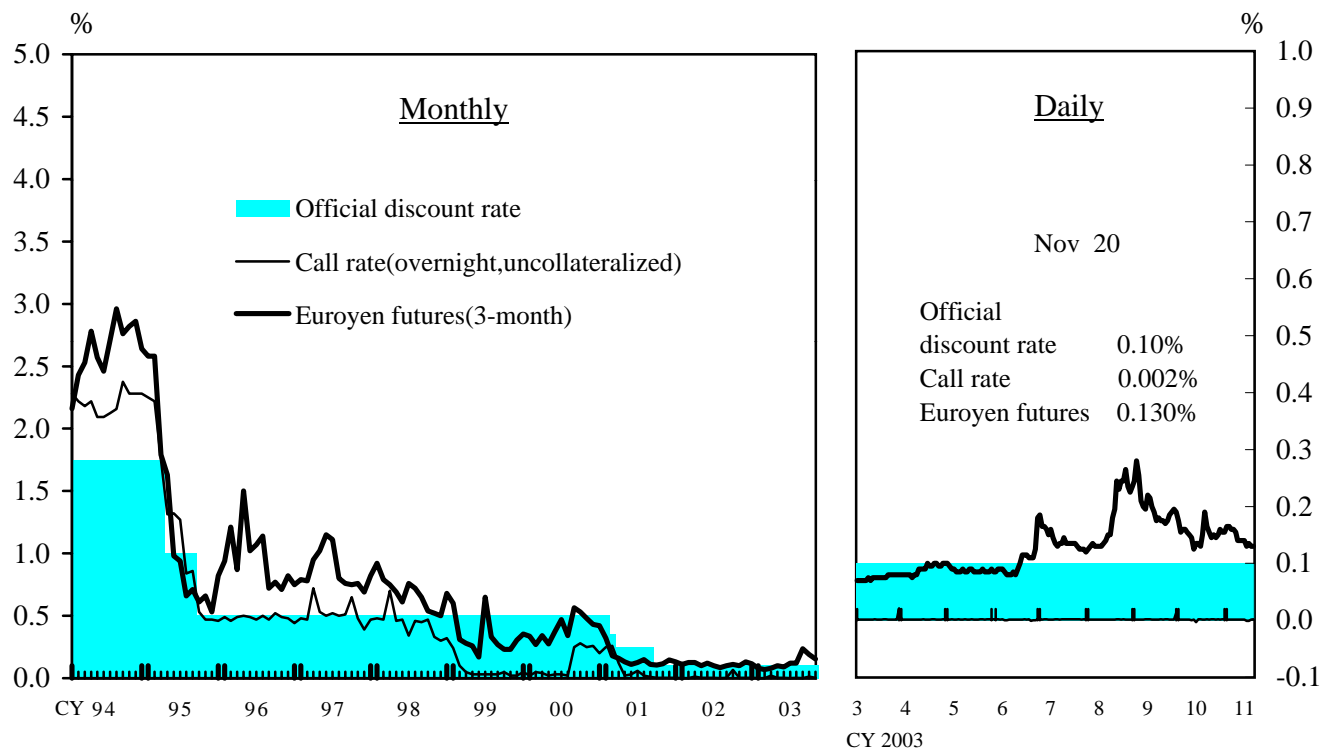 %
5.0
4.5
4.0
3.5
3.0
2.5
2.0
1.5
1.0
0.5
0.0
Monthly
Official discount rate
Call rate(overnight,uncollateralized)
Euroyen futures(3-month)
CY 94 95 96 97 98 99 00 01 02 03
%
1.0
0.9
0.8
0.7
0.6
0.5
0.4
0.3
0.2
0.1
0.0
-0.1
Daily
Nov 20
Official
discount rate 0.10%
Call rate 0.002%
Euroyen futures 0.130%
3 4 5 6 7 8 9 10 11
CY 2003